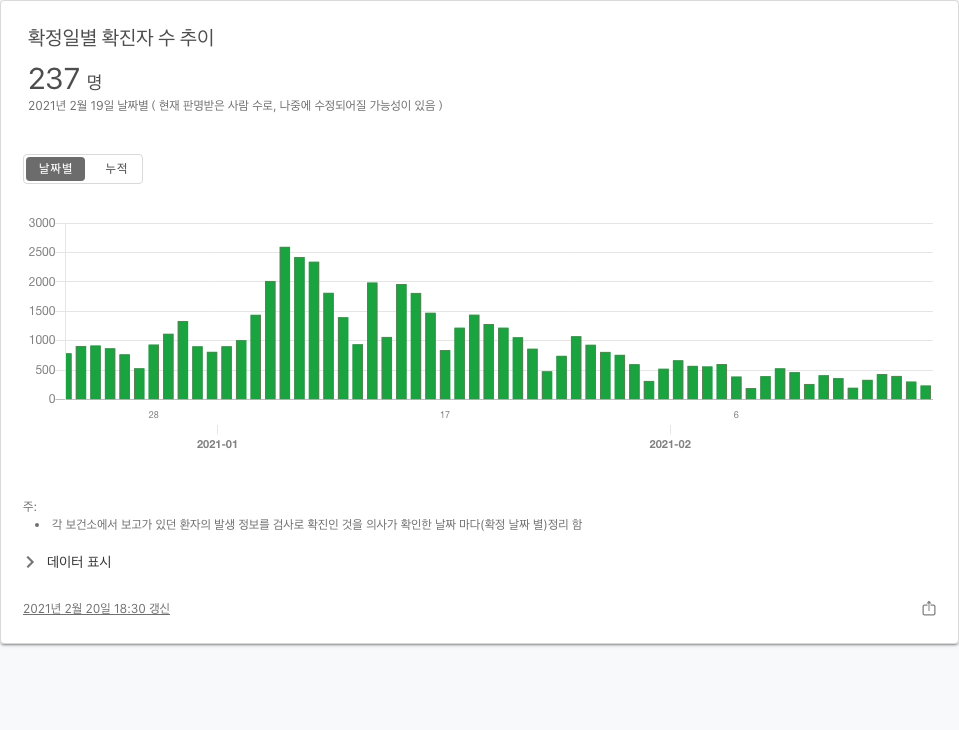 확정일별 확진자 수 추이
237 명
2021년 2월 19일 날짜별 ( 현재 판명받은 사람 수로, 나중에 수정되어질 가능성이 있음 )
날짜별 누적
3000
2500
2000
1500
1000
500
0
28 17 6
2021-01 2021-02
주:
• 각 보건소에서 보고가 있던 환자의 발생 정보를 검사로 확진인 것을 의사가 확인한 날짜 마다(확정 날짜 별)정리 함
데이터 표시
2021년 2월 20일 18:30 갱신